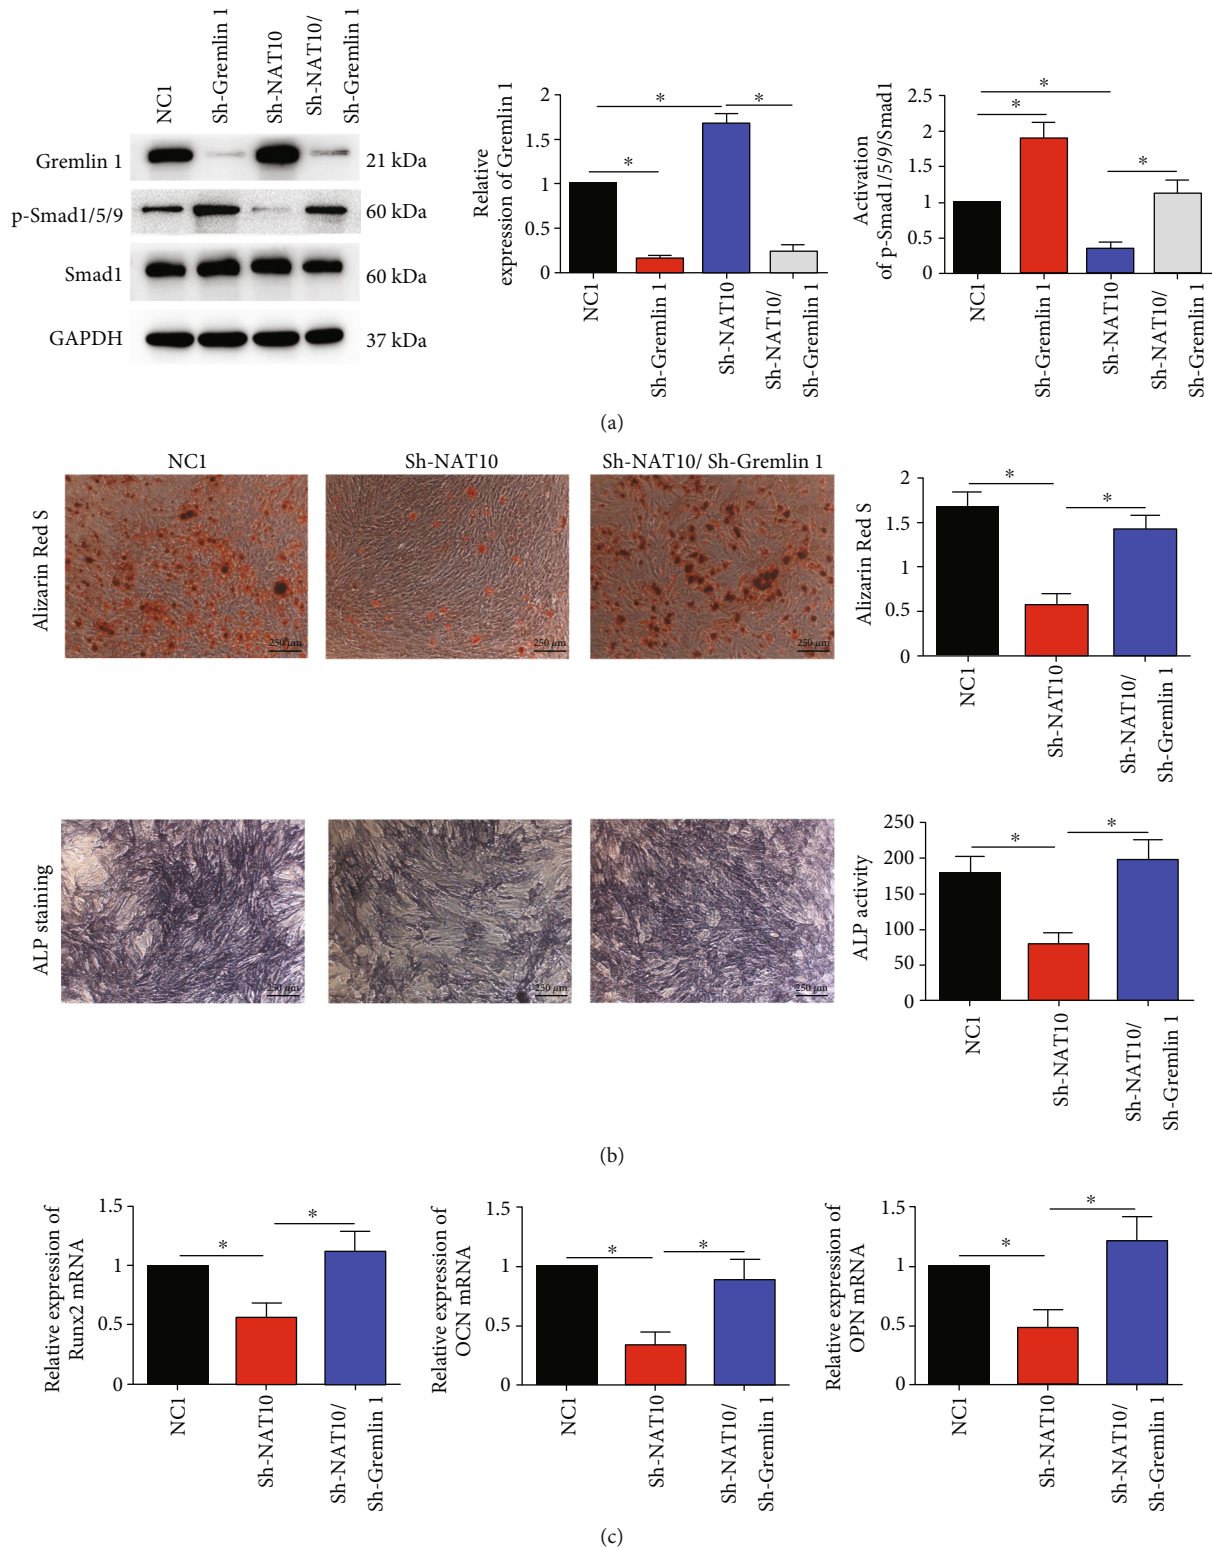 NC1
Sh-Gremlin 1
Sh-NAT10
Sh-NAT10/
Sh-Gremlin 1
Gremlin 1
21 kDa
p-Smad1/5/9
60 kDa
Smad1
60 kDa
GAPDH
37 kDa
Relative
expression of Gremlin 1
2
1.5
1
0.5
0
*
*
*
NC1
Sh-Gremlin 1
Sh-NAT10
Sh-NAT10/
Sh-Gremlin 1
Activation
of p-Smad1/5/9/Smad1
2.5
2
1.5
1
0.5
0
*
*
*
NC1
Sh-Gremlin 1
Sh-NAT10
Sh-NAT10/
Sh-Gremlin 1
(a)
NC1
Sh-NAT10
Sh-NAT10/ Sh-Gremlin 1
Alizarin Red S
250 µm
250 µm
250 µm
Alizarin Red S
2
1.5
1
0.5
0
*
*
NC1
Sh-NAT10
Sh-NAT10/
Sh-Gremlin 1
ALP staining
250 µm
250 µm
250 µm
ALP activity
250
200
150
100
50
0
*
*
NC1
Sh-NAT10
Sh-NAT10/
Sh-Gremlin 1
(b)
Relative expression of
Runx2 mRNA
1.5
1
0.5
0
*
*
NC1
Sh-NAT10
Sh-NAT10/
Sh-Gremlin 1
Relative expression of
OCN mRNA
1.5
1
0.5
0
*
*
NC1
Sh-NAT10
Sh-NAT10/
Sh-Gremlin 1
Relative expression of
OPN mRNA
1.5
1
0.5
0
*
*
NC1
Sh-NAT10
Sh-NAT10/
Sh-Gremlin 1
(c)